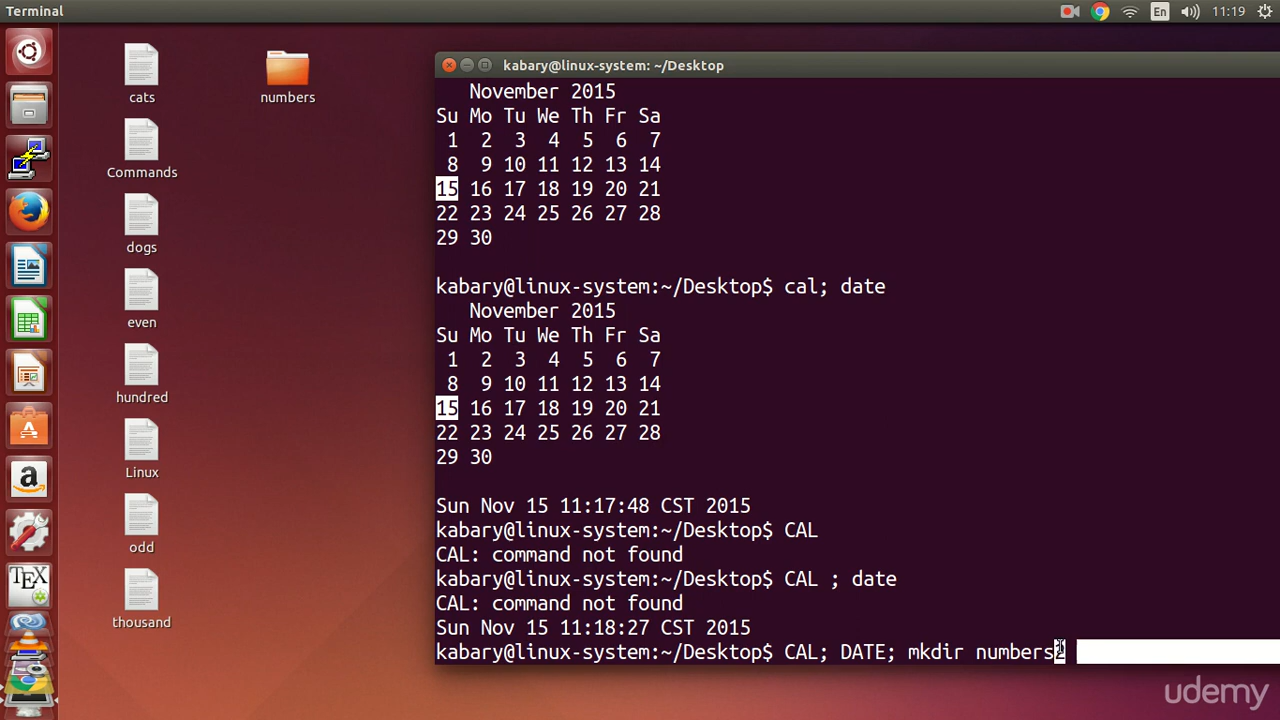 Terminal
En
11:19
cats
numbers
Commands
dogs
even
hundred
Linux
odd
thousand
a
TEX
kabary@linux-system: ~/Desktop
November 2015
Su Mo Tu We Th Fr Sa
1 2 3 4 5 6 7
8 9 10 11 12 13 14
15 16 17 18 19 20 21
22 23 24 25 26 27 28
29 30
kabary@linux-system:~/Desktop$ cal; date
November 2015
Su Mo Tu We Th Fr Sa
1 2 3 4 5 6 7
8 9 10 11 12 13 14
15 16 17 18 19 20 21
22 23 24 25 26 27 28
29 30
Sun Nov 15 11:17:48 CST 2015
kabary@linux-system:~/Desktop$ CAL
CAL: command not found
kabary@linux-system:~/Desktop$ CAL ; date
CAL: command not found
Sun Nov 15 11:18:27 CST 2015
kabary@linux-system:~/Desktop$ CAL; DATE; mkdir numbers2
udemy